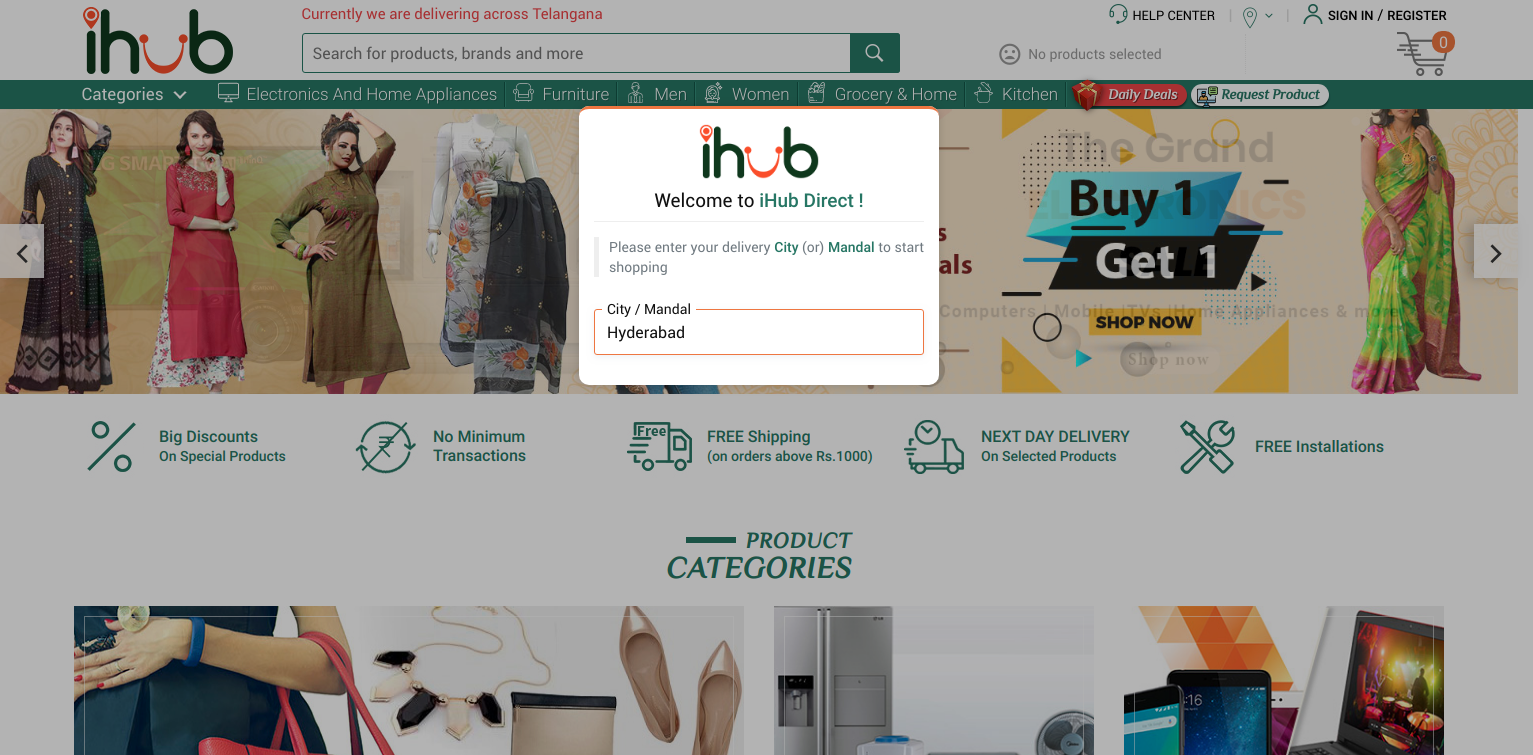 Currently we are delivering across Telangana
HELP CENTER
SIGN IN / REGISTER
ihub
Search for products, brands and more
No products selected
0
Categories
Electronics And Home Appliances
Furniture
Men
Women
Grocery & Home
Kitchen
Daily Deals
Request Product
ihub
Welcome to iHub Direct !
Please enter your delivery City (or) Mandal to start
shopping
City / Mandal
Hyderabad
The Grand
ELECTRONICS
SALE
Buy 1
Get 1
SHOP NOW
Computers | Mobile | TVs | Home Appliances & more
Shop now
Big Discounts
On Special Products
No Minimum
Transactions
Free
FREE Shipping
(on orders above Rs.1000)
NEXT DAY DELIVERY
On Selected Products
FREE Installations
PRODUCT
CATEGORIES